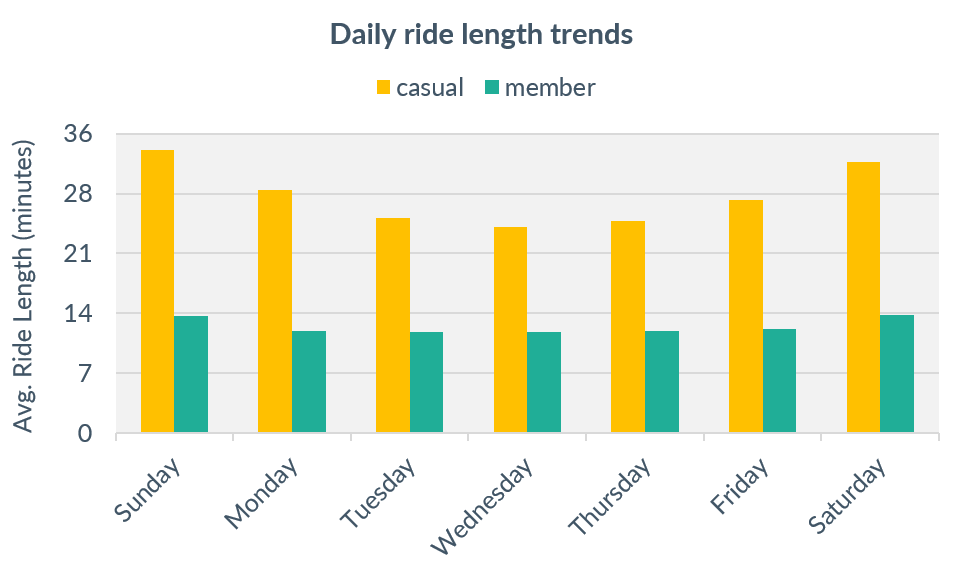 Daily ride length trends
casual member
Avg. Ride Length (minutes)
36
28
21
14
7
0
Sunday
Monday
Tuesday
Wednesday
Thursday
Friday
Saturday